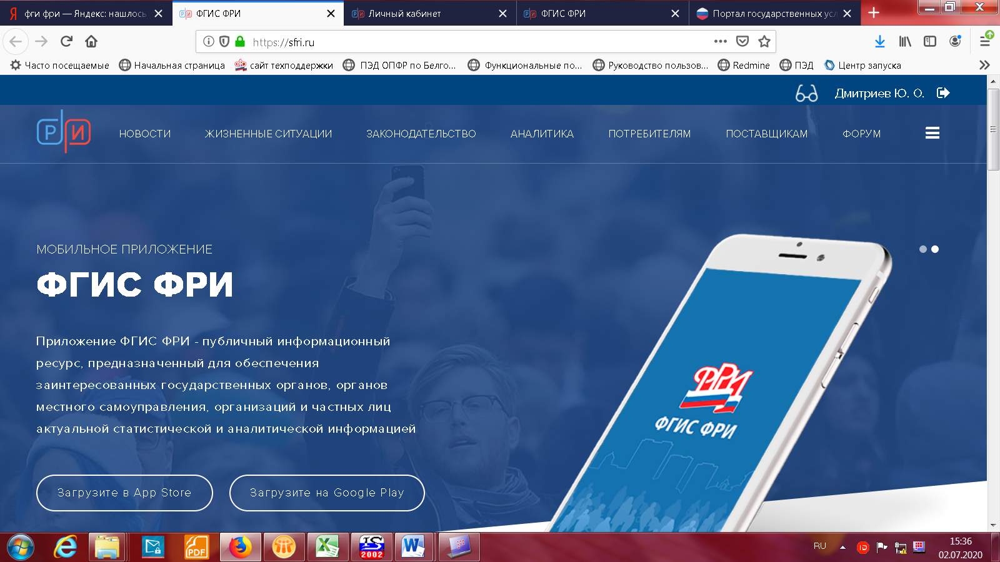 фги фри — Яндекс: нашлось
ФГИС ФРИ
Личный кабинет
ФГИС ФРИ
Портал государственных усл
https://sfri.ru
Часто посещаемые
Начальная страница
сайт техподдержки
ПЭД ОПФР по Белго...
Функциональные по...
Руководство пользов...
Redmine
ПЭД
Центр запуска
Дмитриев Ю. О.
РИ
НОВОСТИ
ЖИЗНЕННЫЕ СИТУАЦИИ
ЗАКОНОДАТЕЛЬСТВО
АНАЛИТИКА
ПОТРЕБИТЕЛЯМ
ПОСТАВЩИКАМ
ФОРУМ
МОБИЛЬНОЕ ПРИЛОЖЕНИЕ
ФГИС ФРИ
Приложение ФГИС ФРИ - публичный информационный
ресурс, предназначенный для обеспечения
заинтересованных государственных органов, органов
местного самоуправления, организаций и частных лиц
актуальной статистической и аналитической информацией
Загрузите в App Store
Загрузите на Google Play
ФРИ
ФГИС ФРИ
PDF
IS
2002
RU
iD
15:36
02.07.2020